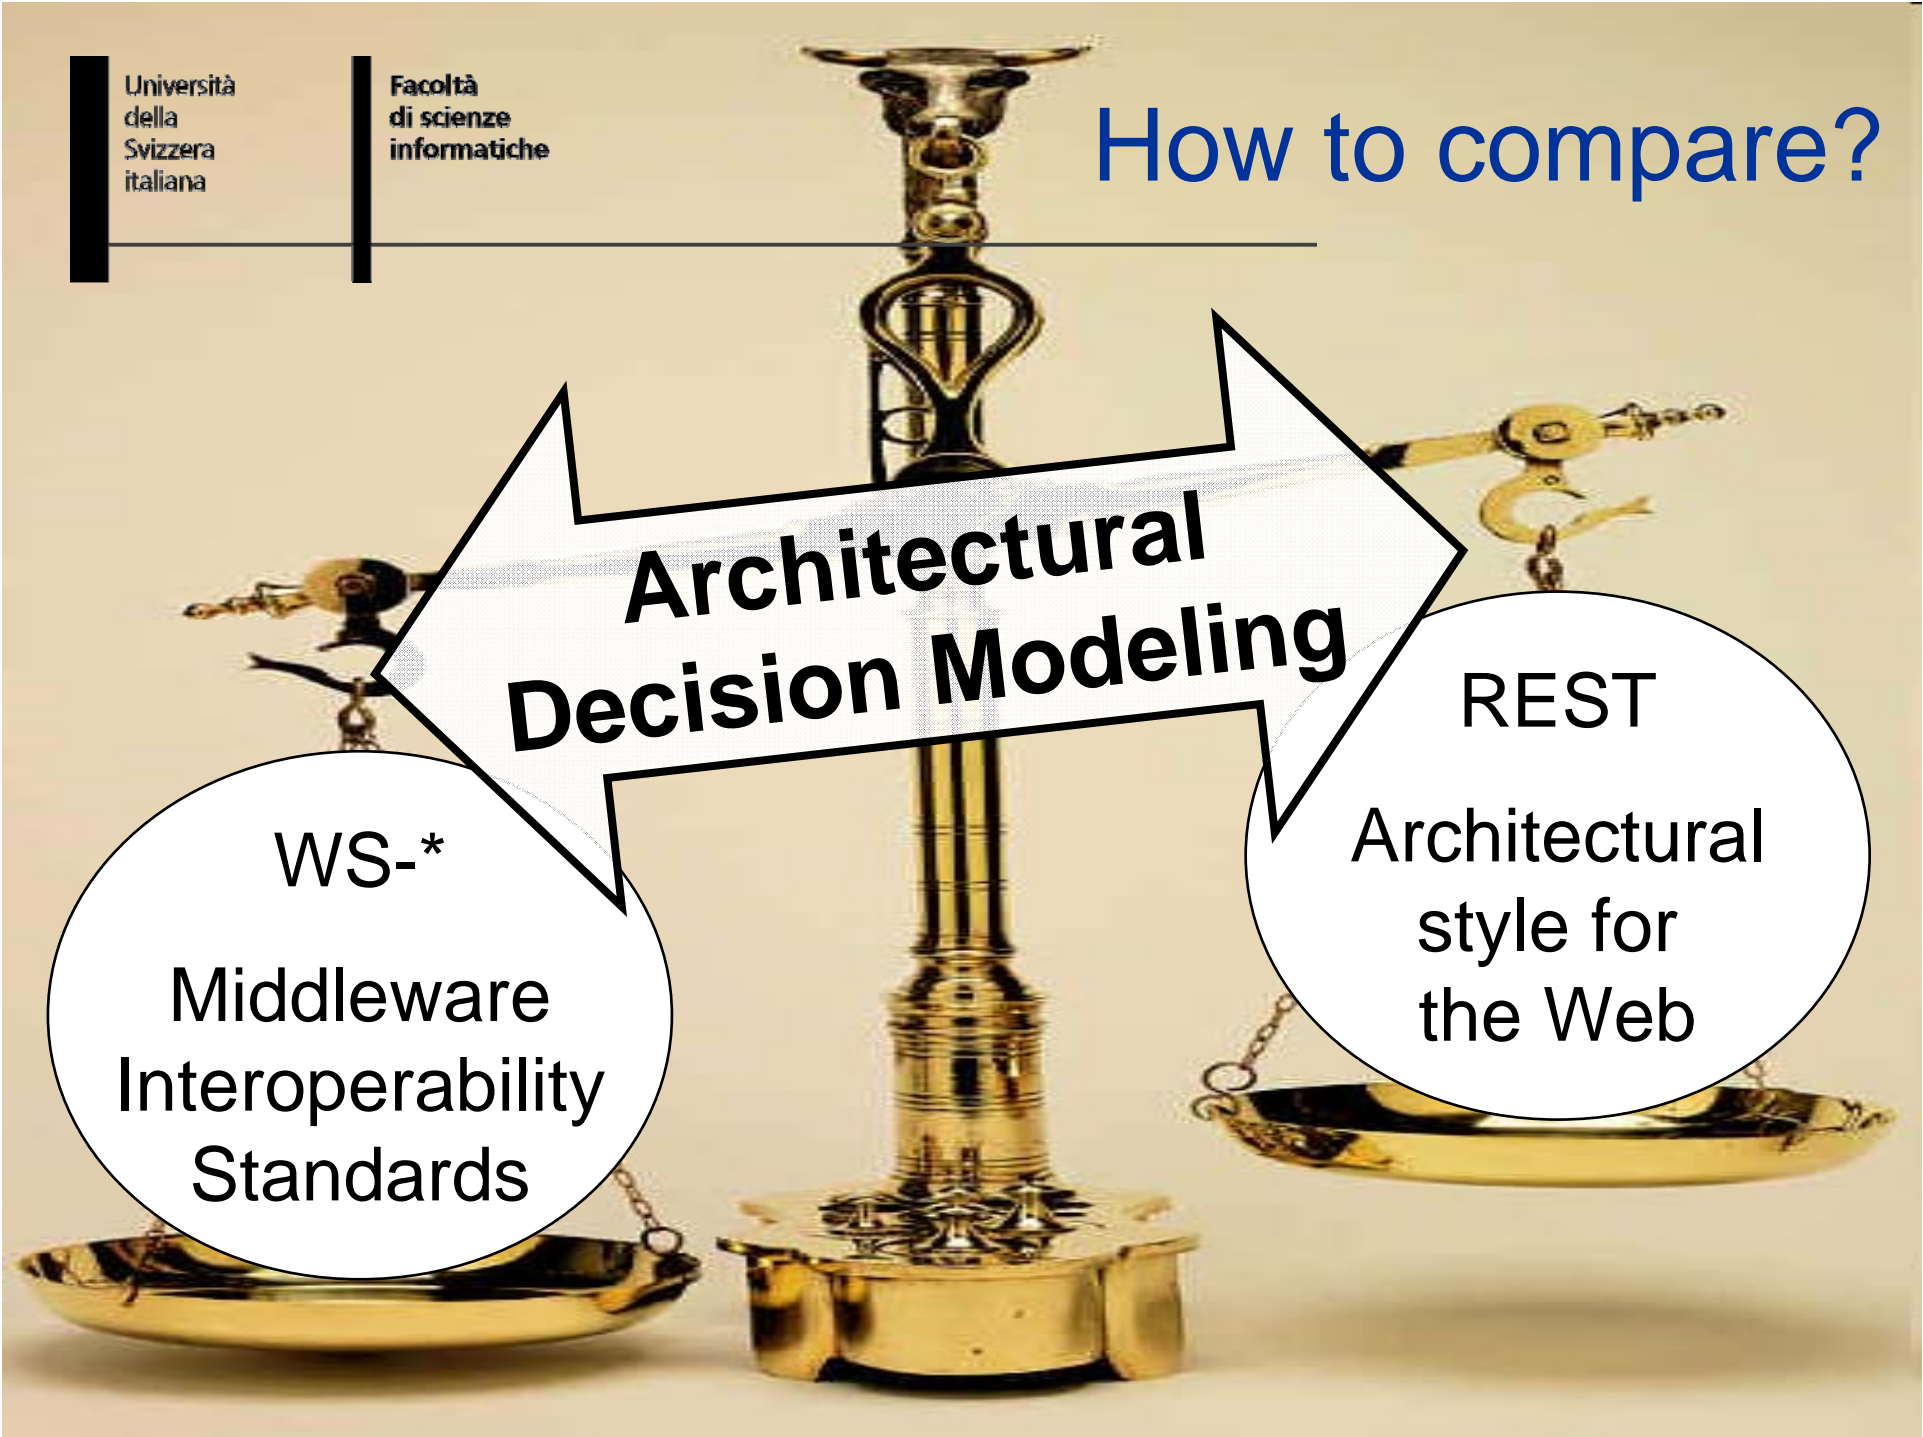 Università
della
Svizzera
italiana
Facoltà
di scienze
informatiche
How to compare?
Architectural
Decision Modeling
WS-*
Middleware
Interoperability
Standards
REST
Architectural
style for
the Web